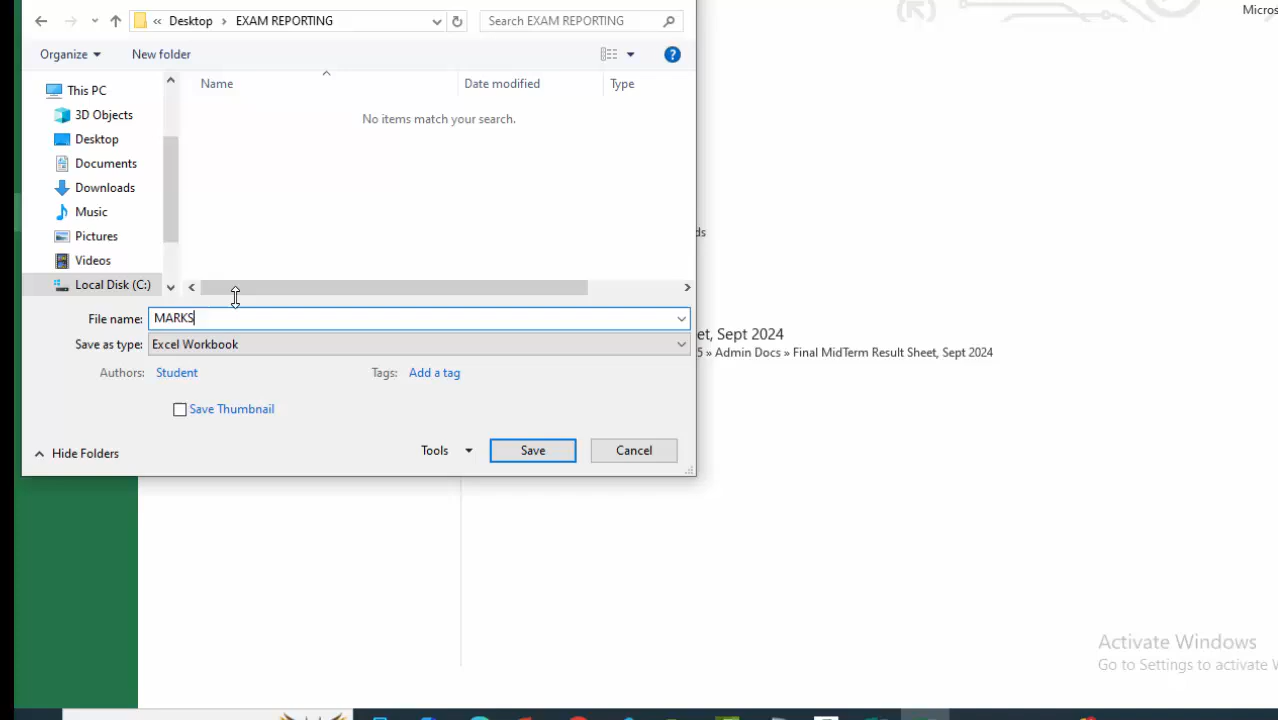 Micros
« Desktop › EXAM REPORTING
Search EXAM REPORTING
Organize
New folder
Name
Date modified
Type
This PC
3D Objects
Desktop
Documents
Downloads
Music
Pictures
Videos
Local Disk (C:)
No items match your search.
ds
File name: MARKS
Save as type: Excel Workbook
et, Sept 2024
5 » Admin Docs » Final MidTerm Result Sheet, Sept 2024
Authors: Student
Tags: Add a tag
Save Thumbnail
Hide Folders
Tools
Save
Cancel
Activate Windows
Go to Settings to activate W